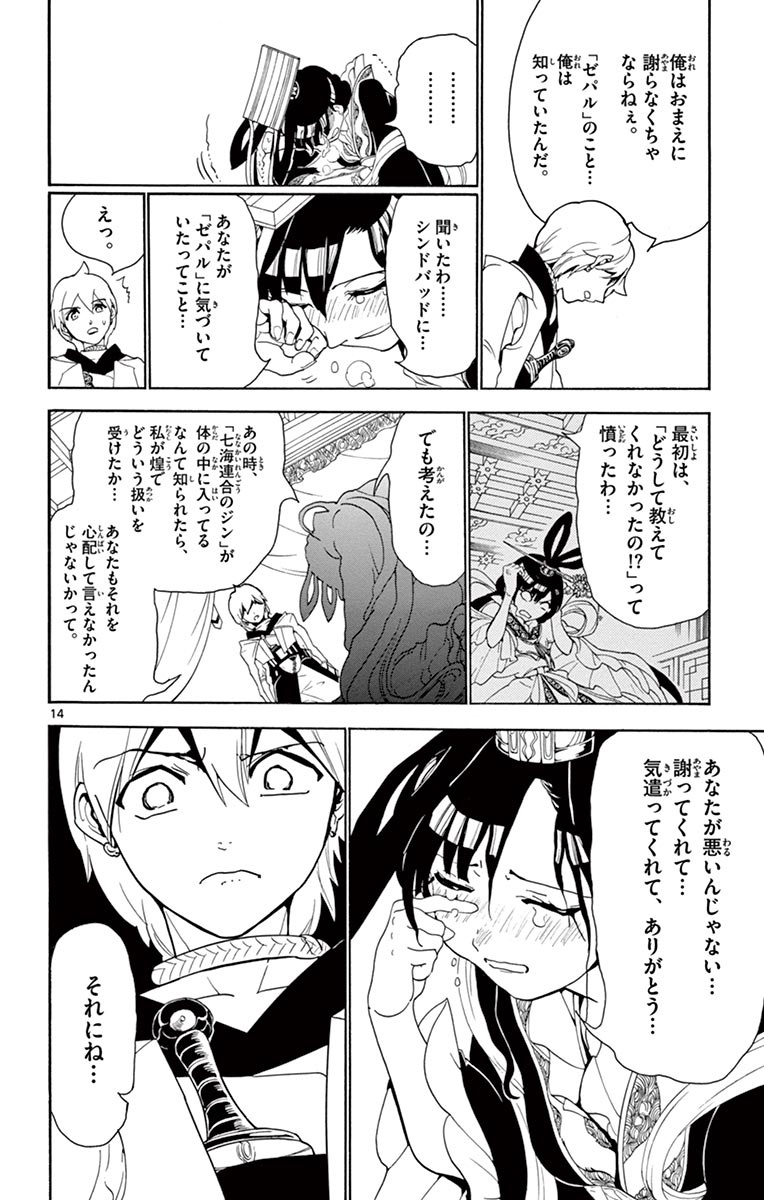 俺はおまえに
謝らなくちゃ
ならねぇ。
「ゼパル」のこと…
俺は
知っていたんだ。
………
………
聞いたわ……
シンドバッドに…
あなたが
「ゼパル」に気づいて
いたってこと…
えっ。
最初は、
「どうして教えて
くれなかったの!?」って
憤ったわ…
でも考えたの…
あの時、
「七海連合のジン」が
体の中に入ってる
なんて知られたら、
私が煌で
どういう扱いを
受けたか…
あなたもそれを
心配して言えなかったん
じゃないかって。
14
あなたが悪いんじゃない…
謝ってくれて…
気遣ってくれて、ありがとう…
それにね…